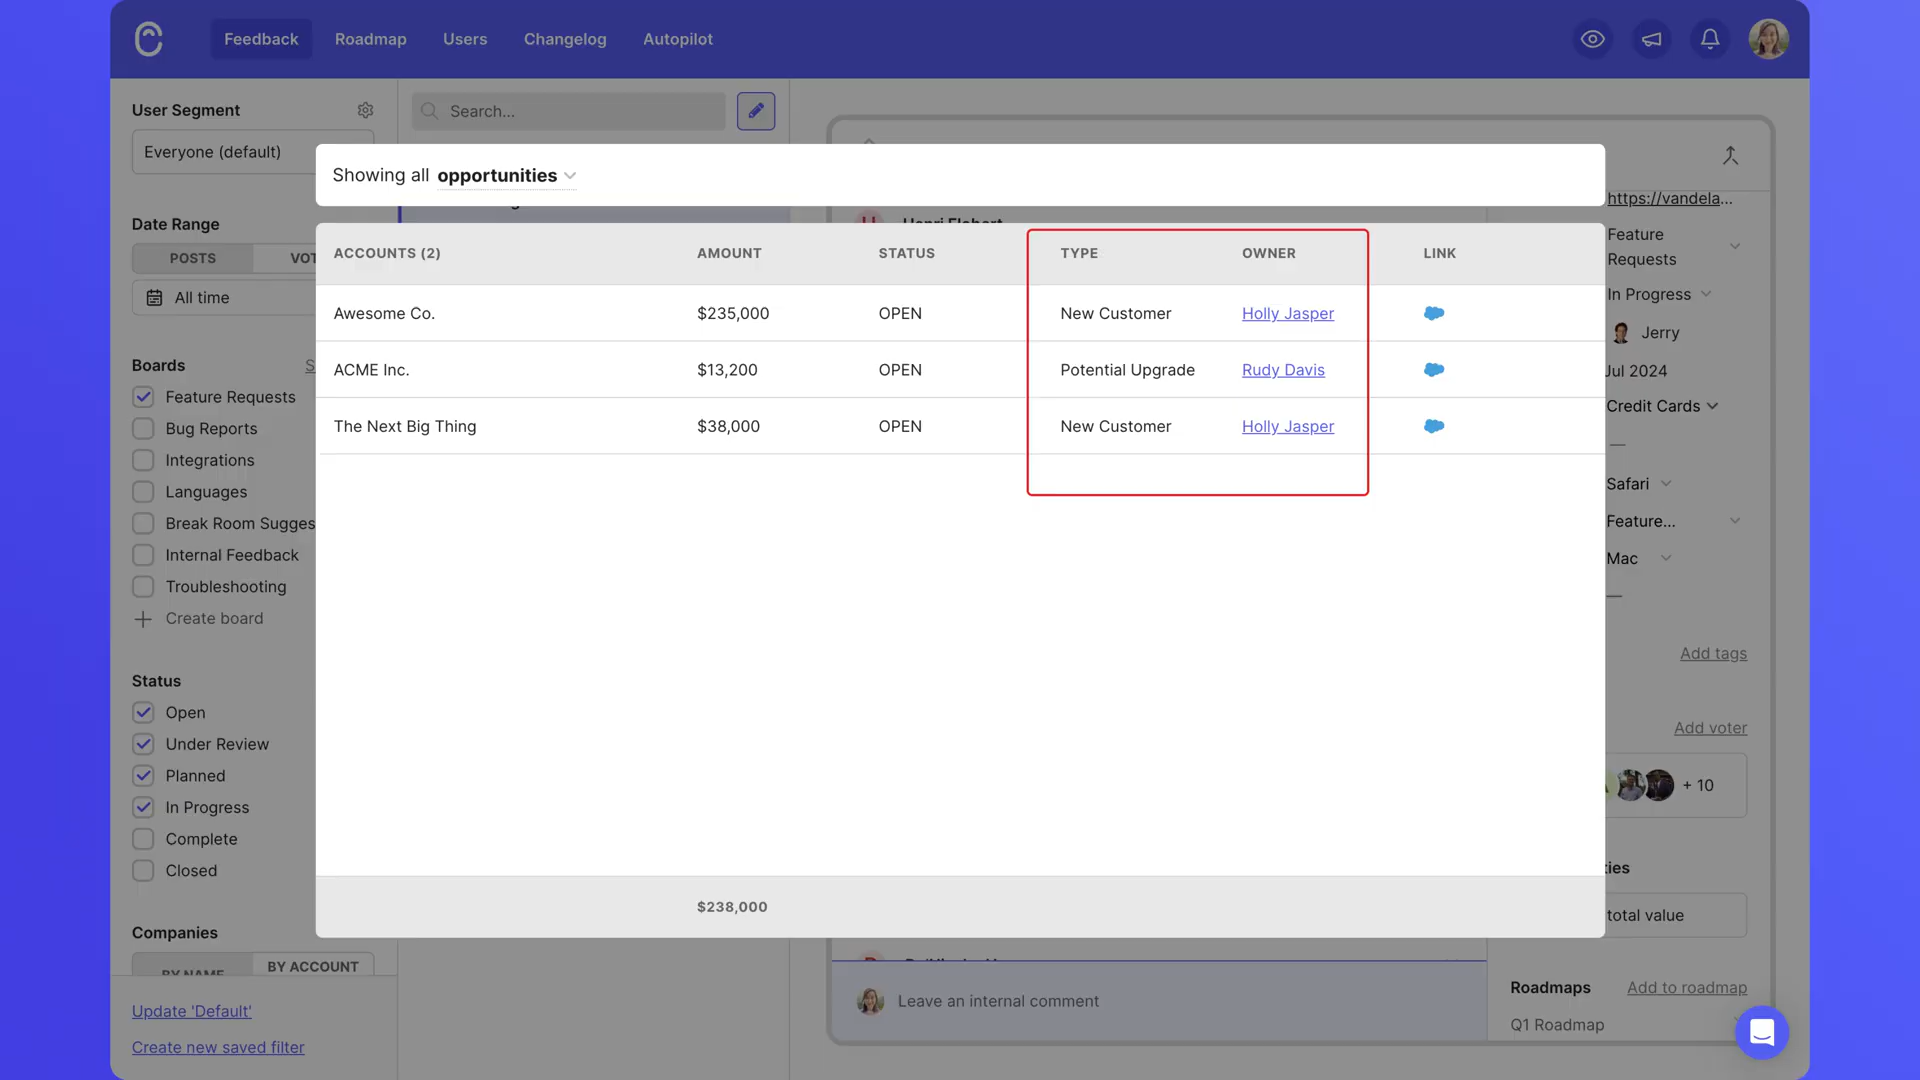 Feedback Roadmap Users Changelog Autopilot
User Segment
Everyone (default)
Search...
Showing all opportunities
Date Range
POSTS
All time
ACCOUNTS (2) AMOUNT STATUS TYPE OWNER LINK
Awesome Co. $235,000 OPEN New Customer Holly Jasper
ACME Inc. $13,200 OPEN Potential Upgrade Rudy Davis
The Next Big Thing $38,000 OPEN New Customer Holly Jasper
$238,000
Boards
Feature Requests
Bug Reports
Integrations
Languages
Break Room Sugges
Internal Feedback
Troubleshooting
Create board
Status
Open
Under Review
Planned
In Progress
Complete
Closed
Companies
BY NAME BY ACCOUNT
Update 'Default'
Create new saved filter
https://vandela...
Feature
Requests
In Progress
Jerry
Jul 2024
Credit Cards
—
Safari
Feature...
Mac
—
Add tags
Add voter
+ 10
total value
Leave an internal comment
Roadmaps Add to roadmap
Q1 Roadmap